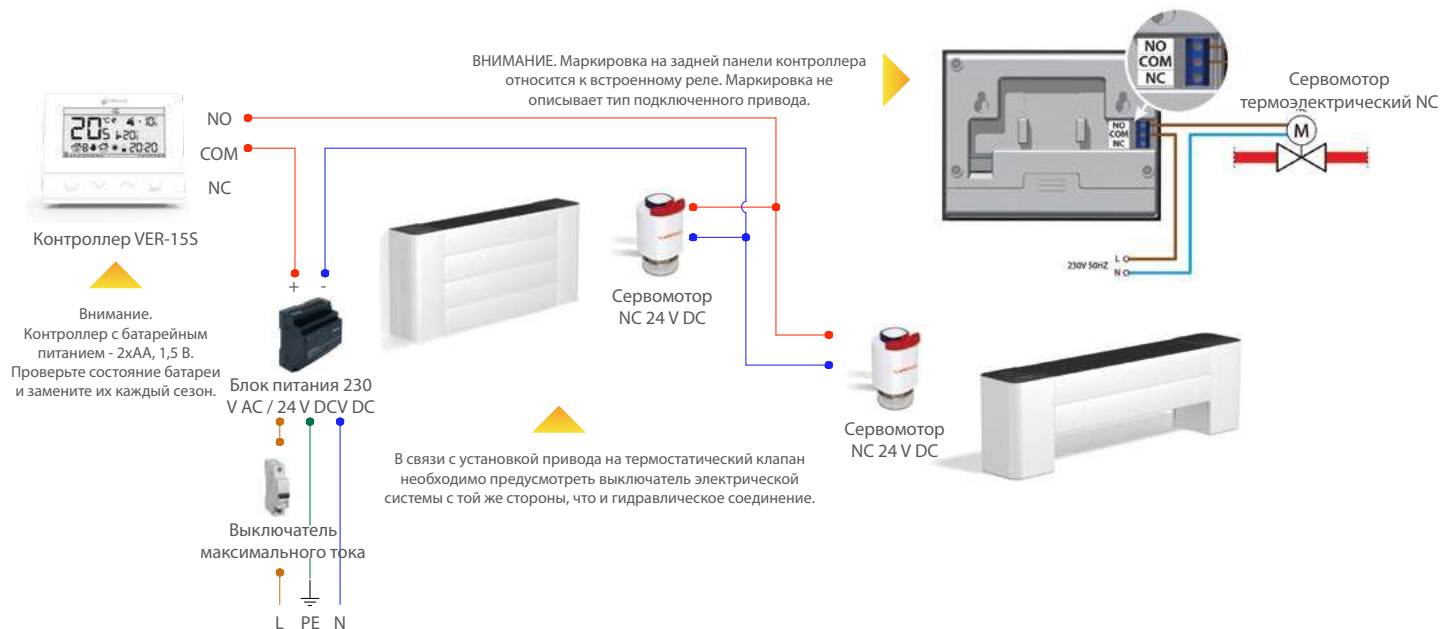 ВНИМАНИЕ. Маркировка на задней панели контроллера
относится к встроенному реле. Маркировка не
описывает тип подключенного привода.
NO
COM
NC
NO
COM
NC
Сервомотор
термоэлектрический NC
M
230V 50HZ
L
N
20.5
20:20
NO
COM
NC
Контроллер VER-15S
Внимание.
Контроллер с батарейным
питанием - 2xAA, 1,5 В.
Проверьте состояние батареи
и замените их каждый сезон.
+ -
Блок питания 230
V AC / 24 V DCV DC
Сервомотор
NC 24 V DC
Сервомотор
NC 24 V DC
В связи с установкой привода на термостатический клапан
необходимо предусмотреть выключатель электрической
системы с той же стороны, что и гидравлическое соединение.
Выключатель
максимального тока
L PE N